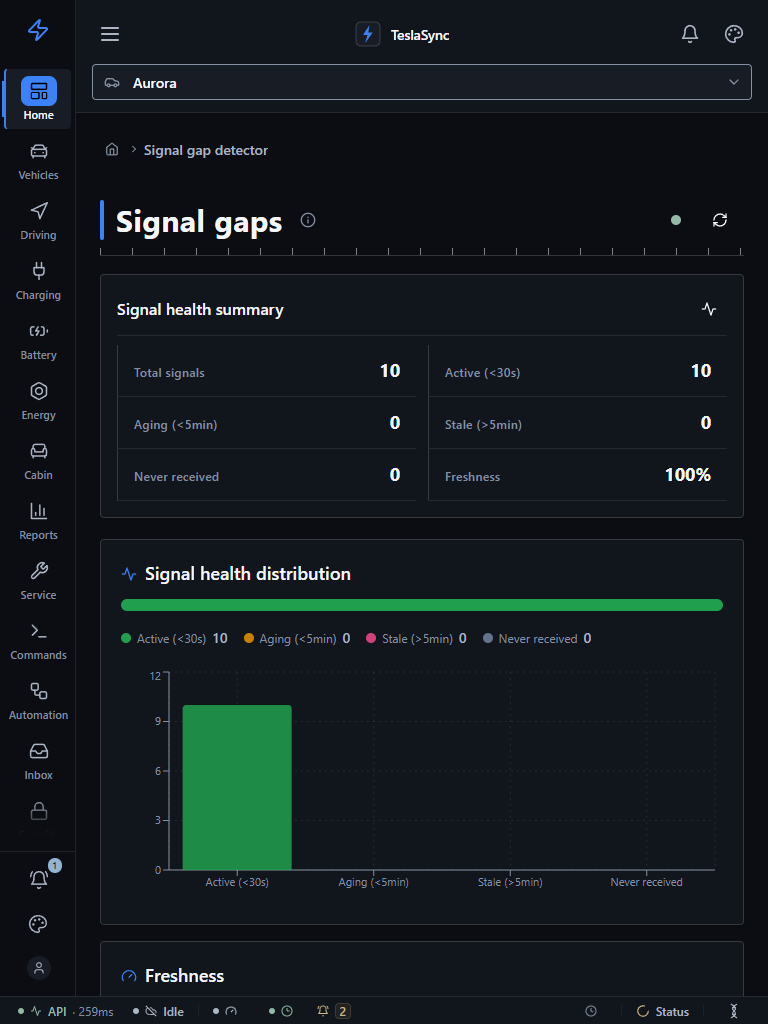 TeslaSync
Aurora
Home
Vehicles
Driving
Charging
Battery
Energy
Cabin
Reports
Service
Commands
Automation
Inbox
1
Signal gap detector
Signal gaps
Signal health summary
Total signals 10
Active (<30s) 10
Aging (<5min) 0
Stale (>5min) 0
Never received 0
Freshness 100%
Signal health distribution
Active (<30s) 10 Aging (<5min) 0 Stale (>5min) 0 Never received 0
12
9
6
3
0
Active (<30s) Aging (<5min) Stale (>5min) Never received
Freshness
API · 259ms Idle 2 Status